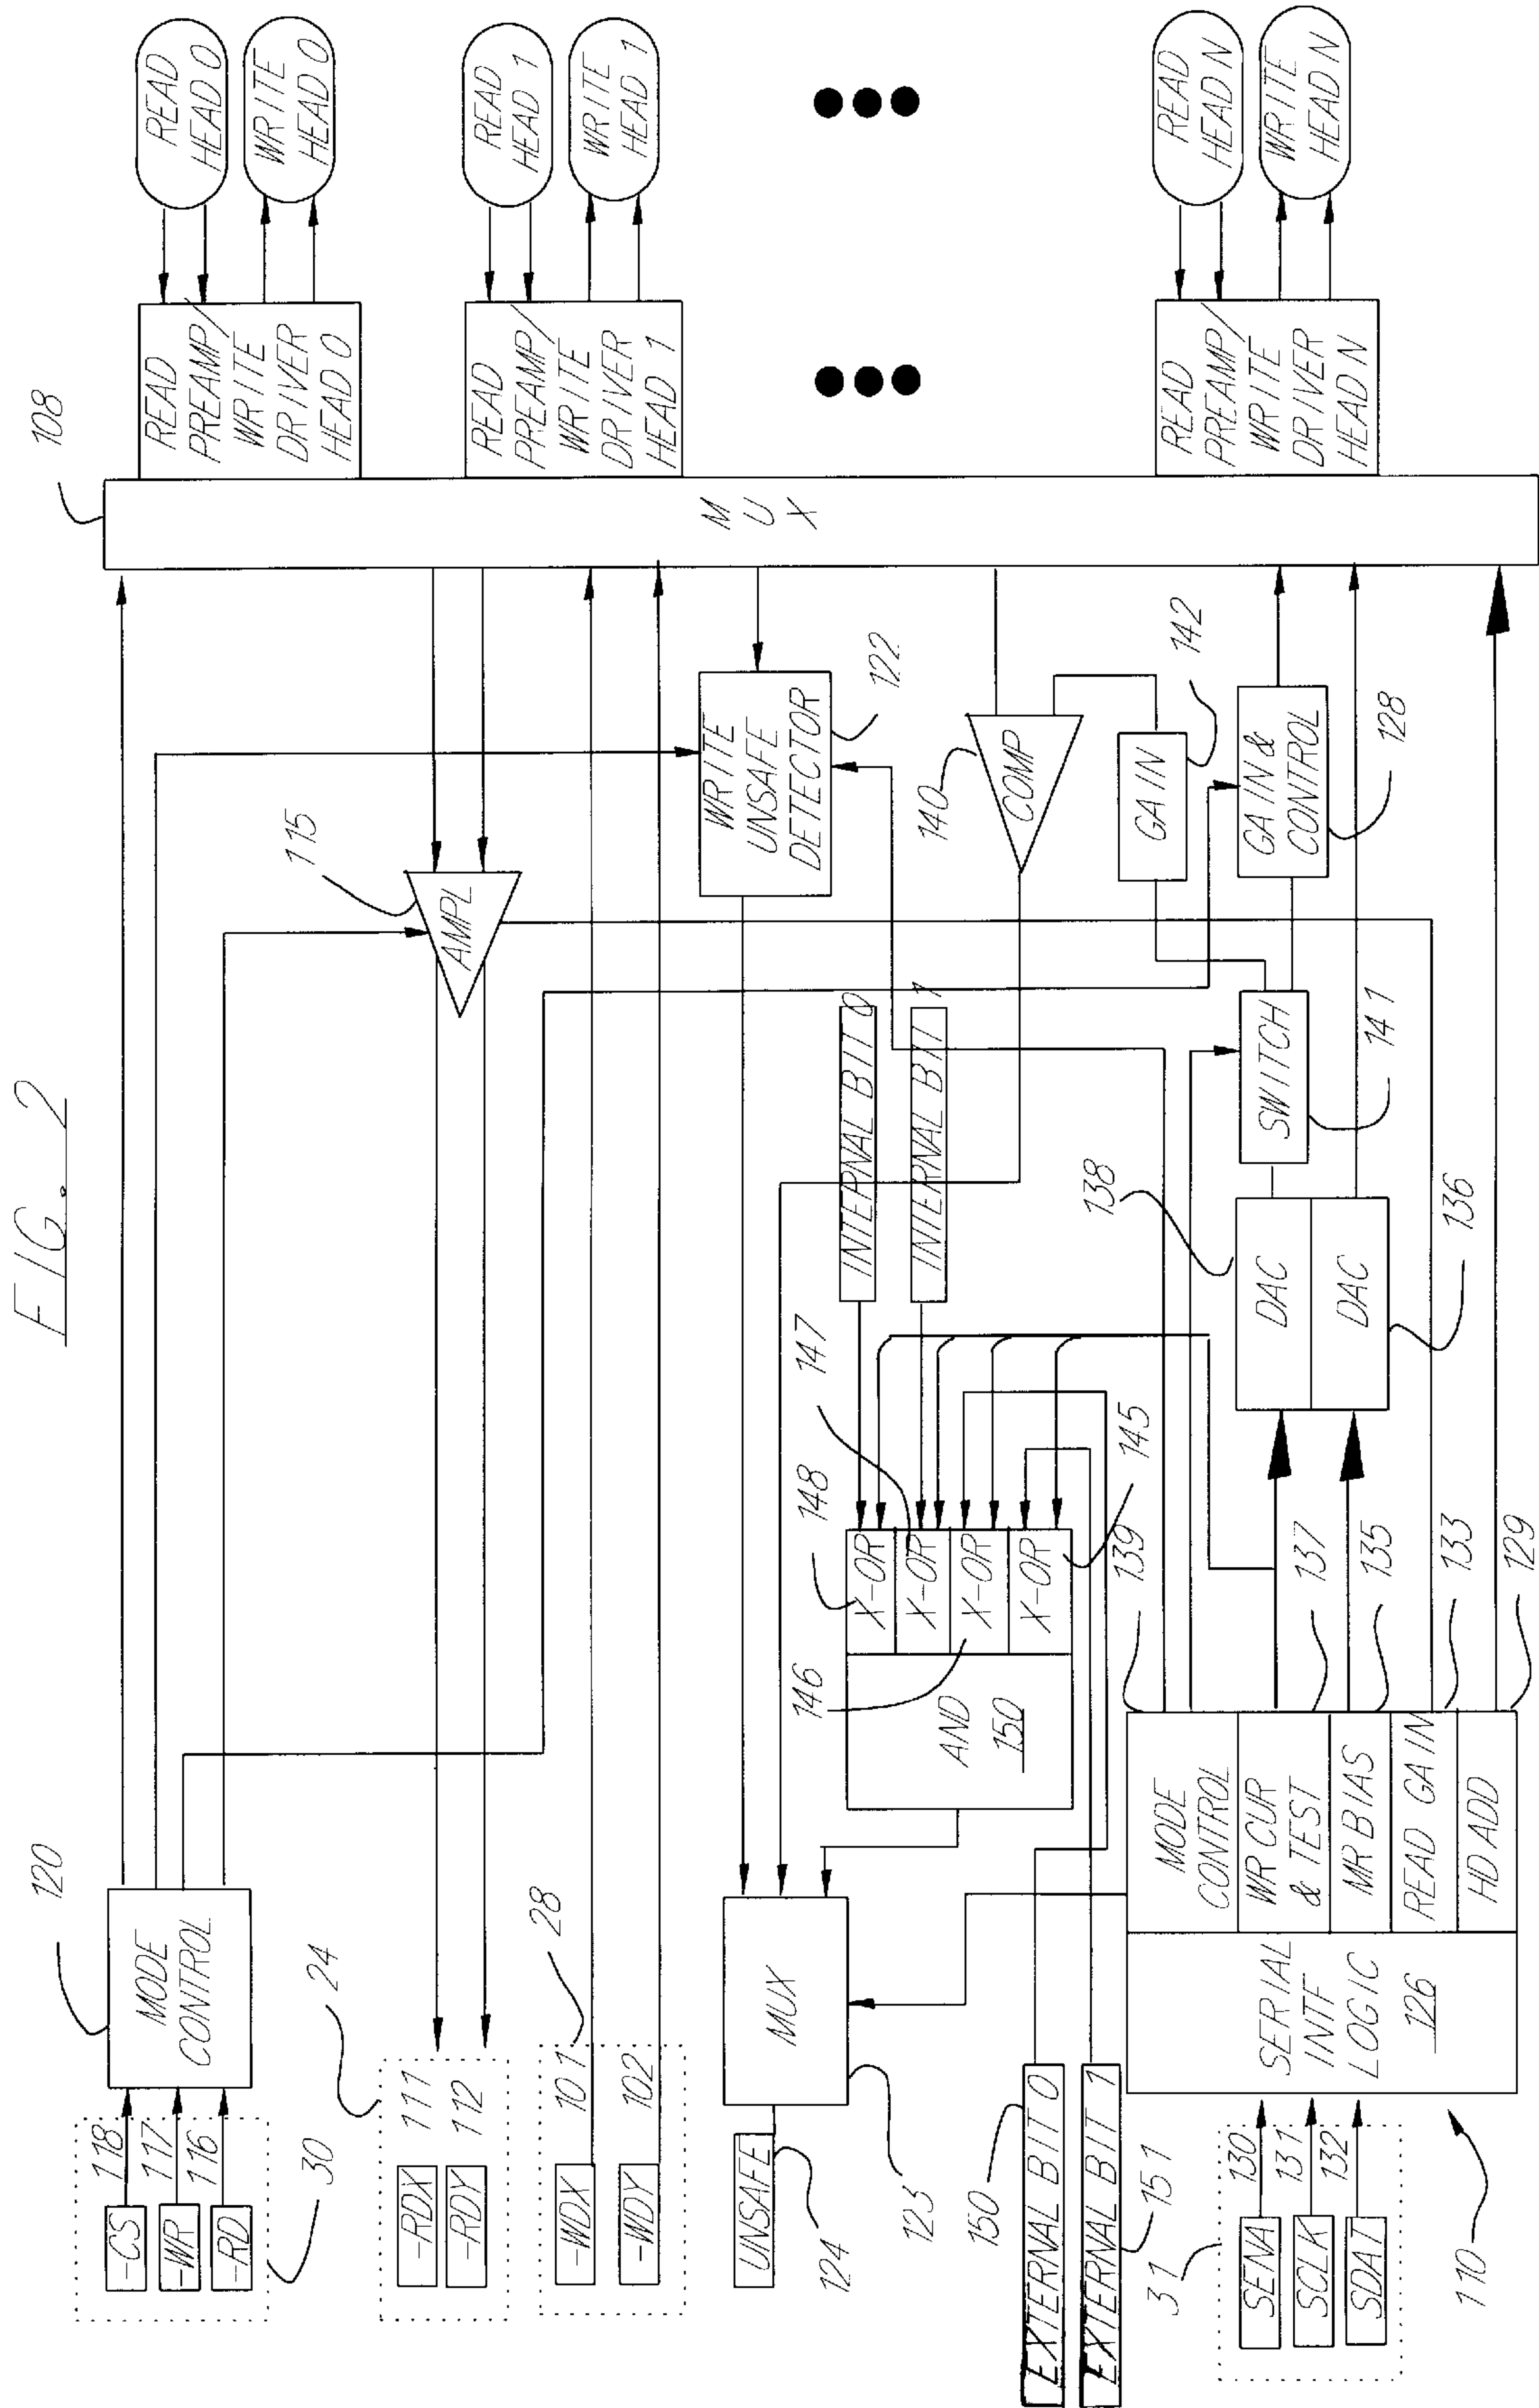 FIG. 2
120
MODE
CONTROL
-CS
118
-WR
117
-RD
116
30
24
-RDX
111
-RDY
112
28
-WDX
101
-WDY
102
115
AMPL
108
M
U
X
READ
PREAMP/
WRITE
DRIVER
HEAD 0
READ
HEAD 0
WRITE
HEAD 0
READ
PREAMP/
WRITE
DRIVER
HEAD 1
READ
HEAD 1
WRITE
HEAD 1
READ
PREAMP/
WRITE
DRIVER
HEAD N
READ
HEAD N
WRITE
HEAD N
WRITE
UNSAFE
DETECTOR
122
UNSAFE
124
MUX
123
INTERNAL BIT 0
INTERNAL BIT 1
148
147
X-OR
X-OR
X-OR
X-OR
146
145
AND
150
140
COMP
GAIN
142
GAIN &
CONTROL
128
SWITCH
141
138
DAC
DAC
136
150
EXTERNAL BIT 0
EXTERNAL BIT 1
151
31
SENA
130
SCLK
131
SDAT
132
110
SERIAL
INTF
LOGIC
126
MODE
CONTROL
139
WR CUR
& TEST
137
MR BIAS
135
READ GAIN
133
HD ADD
129